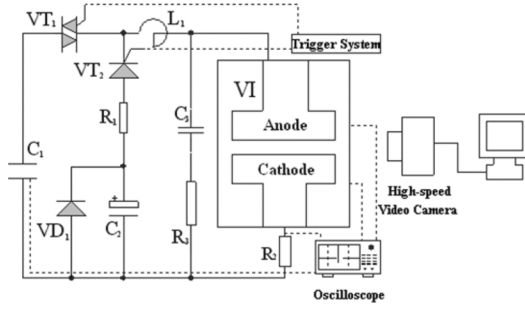 VT1
L1
Trigger System
VT2
VI
R1
C3
Anode
C1
Cathode
High-speed
Video Camera
VD1
C2
R3
R2
Oscilloscope